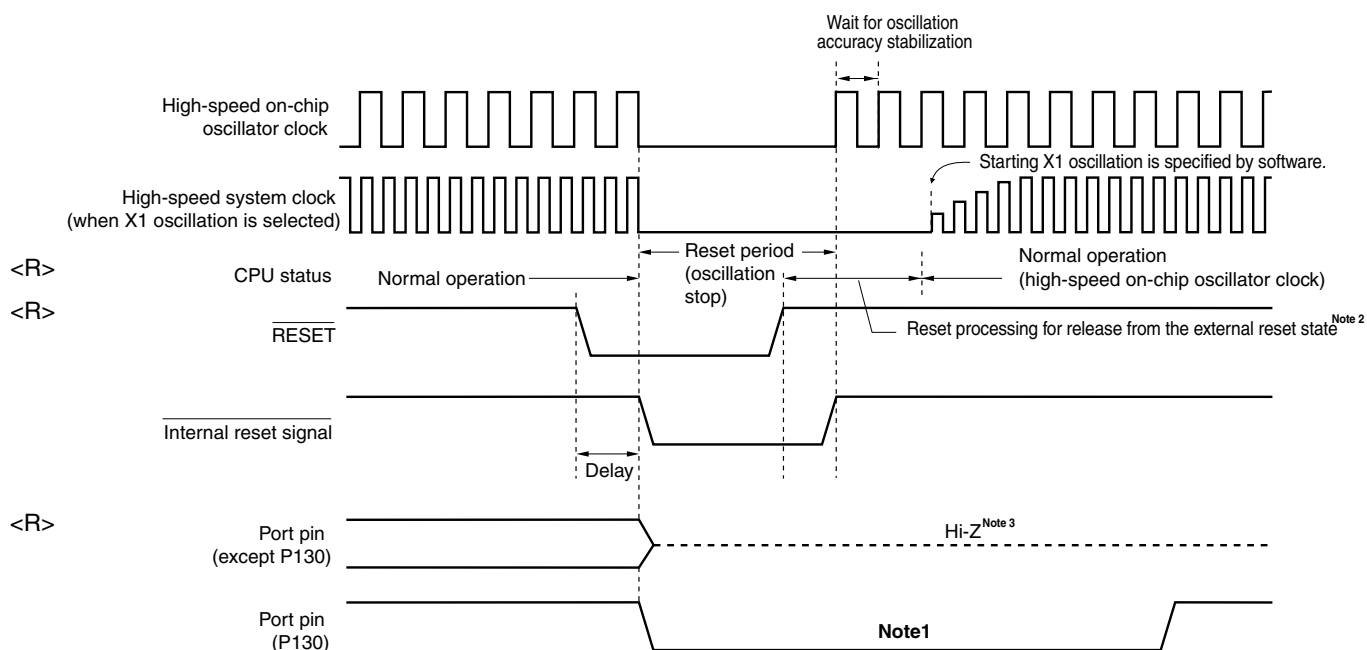 Wait for oscillation
accuracy stabilization
High-speed on-chip
oscillator clock
Starting X1 oscillation is specified by software.
High-speed system clock
(when X1 oscillation is selected)
<R>
CPU status
Normal operation
Reset period
(oscillation
stop)
Normal operation
(high-speed on-chip oscillator clock)
<R>
RESET
Reset processing for release from the external reset state Note 2
Internal reset signal
Delay
<R>
Port pin
(except P130)
Hi-Z Note 3
Port pin
(P130)
Note1